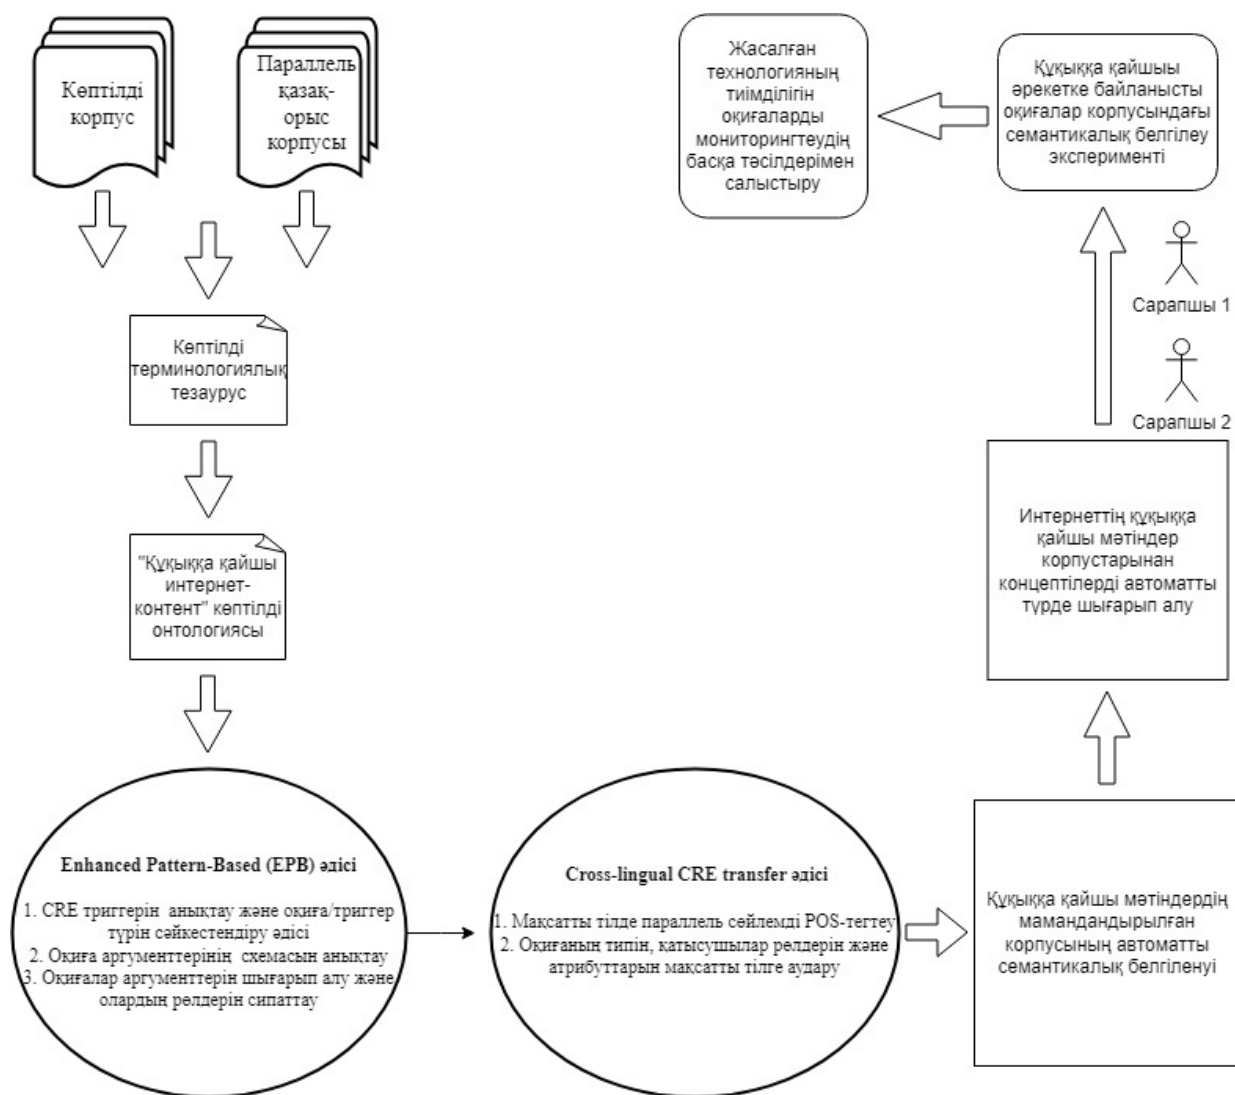 Көптілді
корпус
Параллель
қазақ-
орыс
корпусы
Көптілді
терминологиялық
тезаурус
"Құқыққа қайшы
интернет-
контент" көптілді
онтологиясы
Enhanced Pattern-Based (EPB) әдісі
1. CRE триггерін анықтау және оқиға/триггер
түрін сәйкестендіру әдісі
2. Оқиға аргументтерінің схемасын анықтау
3. Оқиғалар аргументтерін шығарып алу және
олардың рөлдерін сипаттау
Cross-lingual CRE transfer әдісі
1. Мақсатты тілде параллель сөйлемді POS-тегтеу
2. Оқиғаның типін, қатысушылар рөлдерін және
атрибуттарын мақсатты тілге аудару
Құқыққа қайшы мәтіндердің
мамандандырылған
корпусының автоматты
семантикалық белгіленуі
Интернеттің құқыққа
қайшы мәтіндер
корпустарынан
концептілерді автоматты
түрде шығарып алу
Сарапшы 1
Сарапшы 2
Құқыққа қайшыы
әрекетке байланысты
оқиғалар корпусындағы
семантикалық белгілеу
эксперименті
Жасалған
технологияның
тиімділігін
оқиғаларды
мониторингтеудің
басқа тәсілдерімен
салыстыру